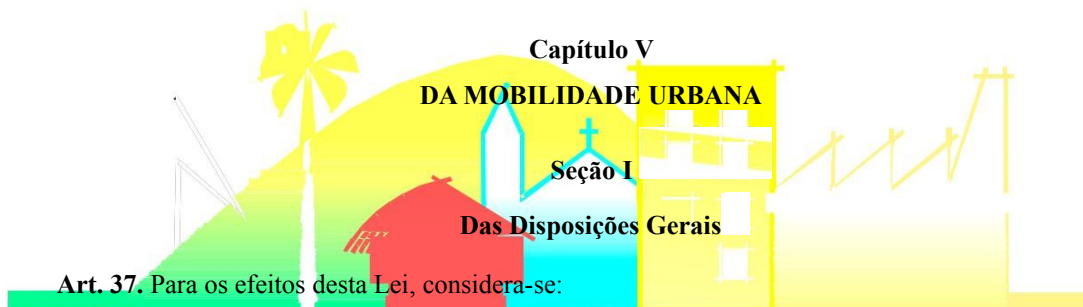 Capítulo V
DA MOBILIDADE URBANA
Seção I
Das Disposições Gerais
Art. 37. Para os efeitos desta Lei, considera-se: